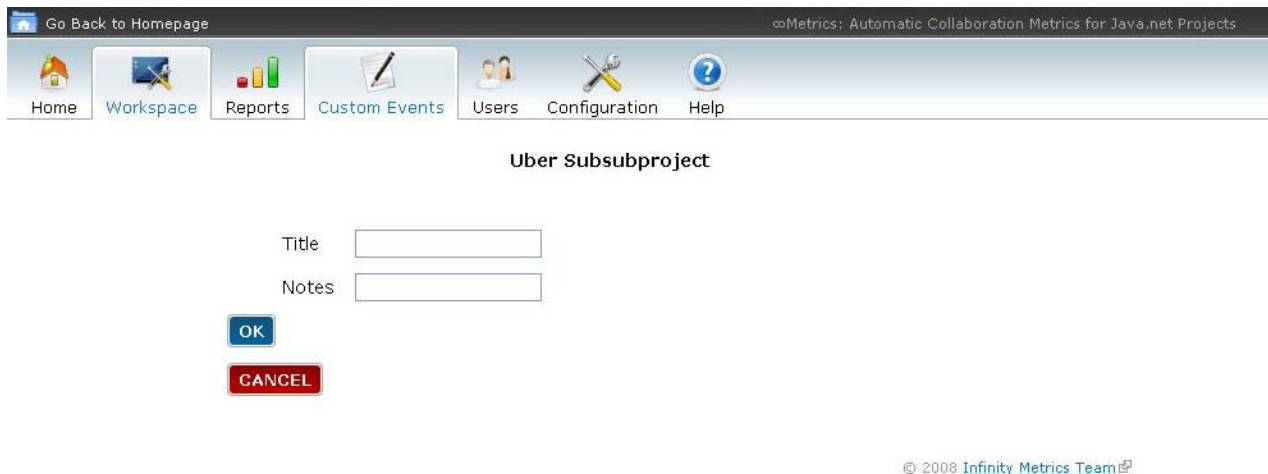 Go Back to Homepage ∞Metrics: Automatic Collaboration Metrics for Java.net Projects
Home Workspace Reports Custom Events Users Configuration Help
Uber Subsubproject
Title
Notes
OK
CANCEL
© 2008 Infinity Metrics Team